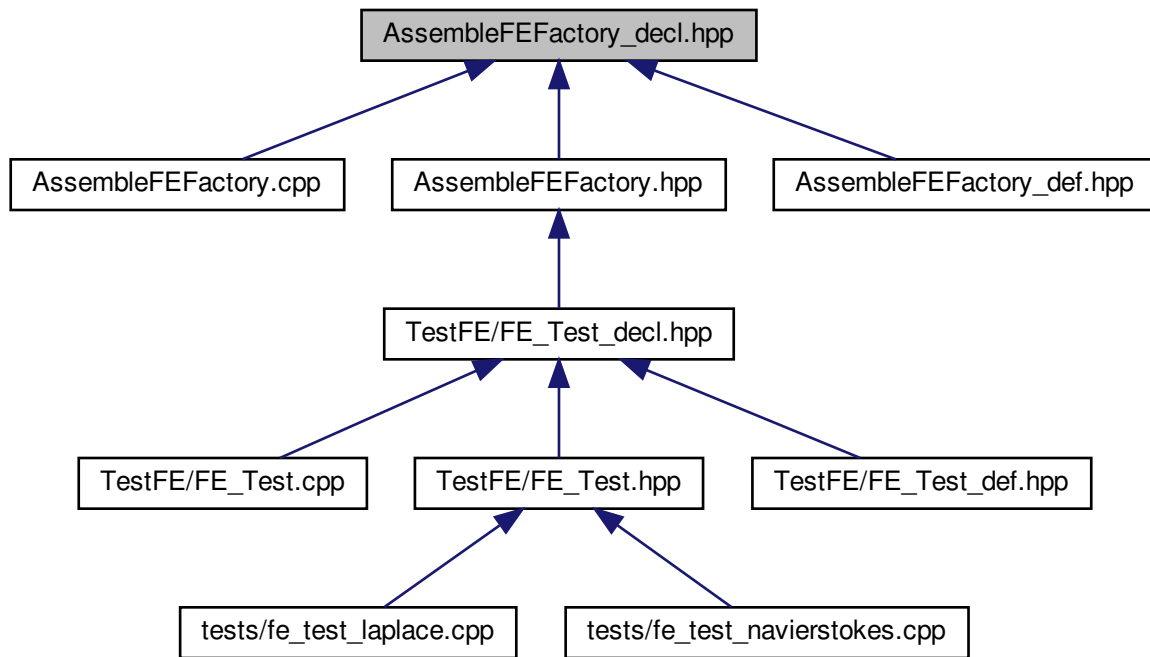 AssembleFEFactory_decl.hpp
AssembleFEFactory.cpp
AssembleFEFactory.hpp
AssembleFEFactory_def.hpp
TestFE/FE_Test_decl.hpp
TestFE/FE_Test.cpp
TestFE/FE_Test.hpp
TestFE/FE_Test_def.hpp
tests/fe_test_laplace.cpp
tests/fe_test_navierstokes.cpp